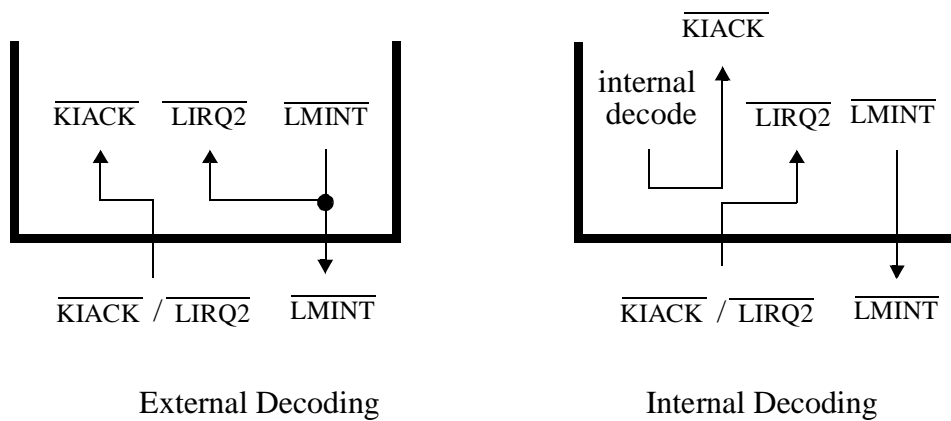 KIACK LIRQ2 LMINT
KIACK / LIRQ2 LMINT
External Decoding
KIACK
internal
decode
LIRQ2 LMINT
KIACK / LIRQ2 LMINT
Internal Decoding